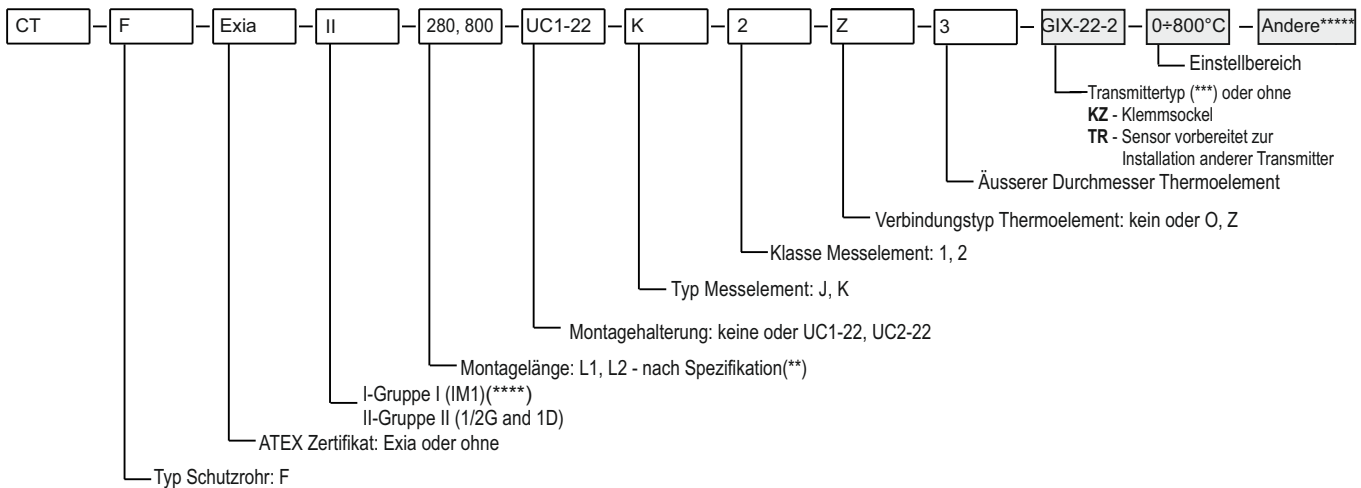 CT – F – Exia – II – 280, 800 – UC1-22 – K – 2 – Z – 3 – GIX-22-2 – 0÷800°C – Andere*****
Einstellbereich
Transmittertyp (***) oder ohne
KZ - Klemmsockel
TR - Sensor vorbereitet zur
Installation anderer Transmitter
Äusserer Durchmesser Thermoelement
Verbindungstyp Thermoelement: kein oder O, Z
Klasse Messelement: 1, 2
Typ Messelement: J, K
Montagehalterung: keine oder UC1-22, UC2-22
Montagelänge: L1, L2 - nach Spezifikation(**)
I-Gruppe I (IM1)(****)
II-Gruppe II (1/2G and 1D)
ATEX Zertifikat: Exia oder ohne
Typ Schutzrohr: F